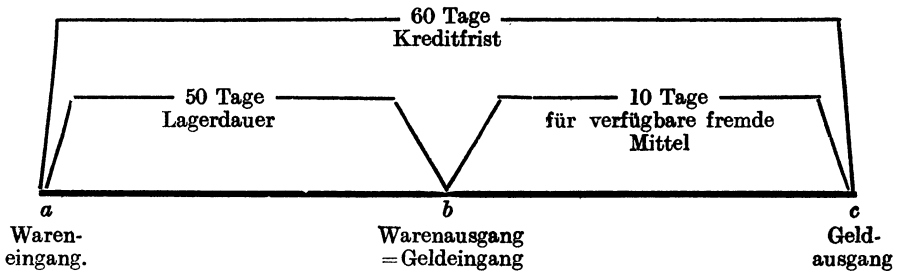 60 Tage
Kreditfrist
50 Tage
Lagerdauer
10 Tage
für verfügbare fremde
Mittel
a
b
c
Waren-
eingang.
Warenausgang
=Geldeingang
Geld-
ausgang